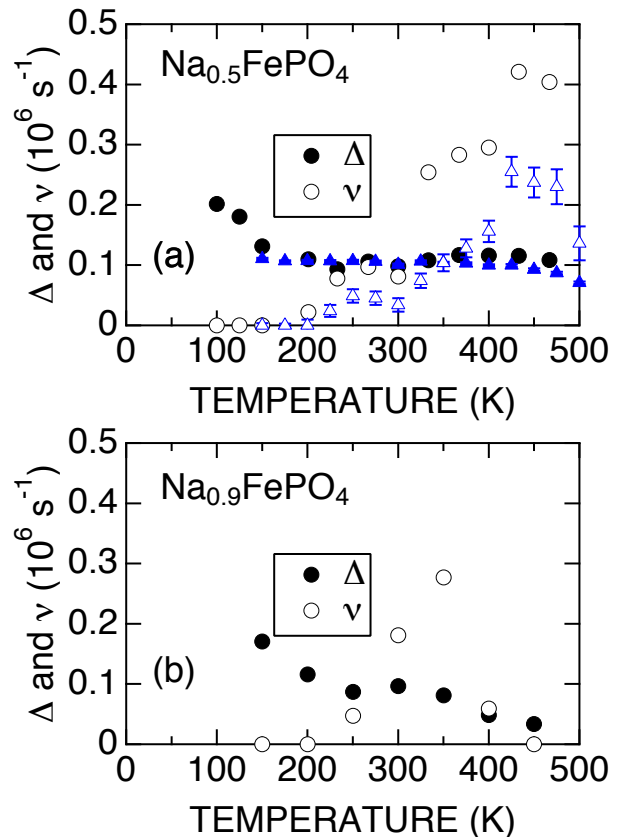 0.5
Na₀.₅FePO₄
0.4
0.3
Δ
ν
0.2
0.1
(a)
0
Δ and ν (10⁶ s⁻¹)
0 100 200 300 400 500
TEMPERATURE (K)
0.5
Na₀.₉FePO₄
0.4
0.3
Δ
ν
0.2
0.1
(b)
0
Δ and ν (10⁶ s⁻¹)
0 100 200 300 400 500
TEMPERATURE (K)